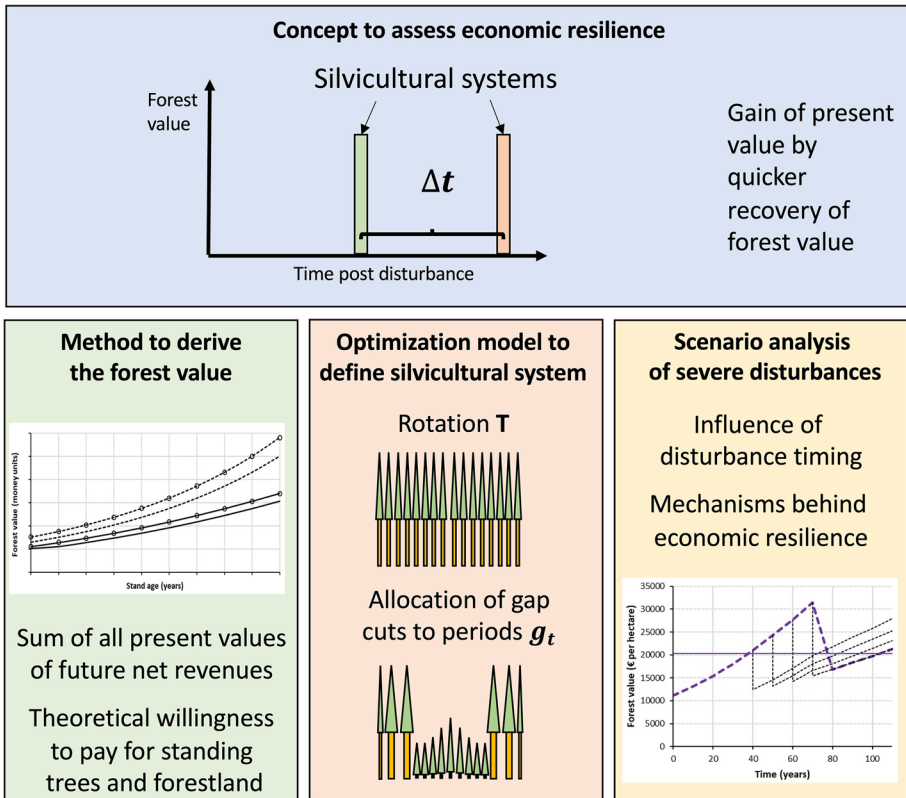 Concept to assess economic resilience
Silvicultural systems
Forest
value
Δt
Time post disturbance
Gain of present
value by
quicker
recovery of
forest value
Method to derive
the forest value
Forest value (money units)
Stand age (years)
Sum of all present values
of future net revenues
Theoretical willingness
to pay for standing
trees and forestland
Optimization model to
define silvicultural system
Rotation T
Allocation of gap
cuts to periods gₜ
Scenario analysis
of severe disturbances
Influence of
disturbance timing
Mechanisms behind
economic resilience
Forest value (€ per hectare)
35000
30000
25000
20000
15000
10000
5000
0
0 20 40 60 80 100
Time (years)